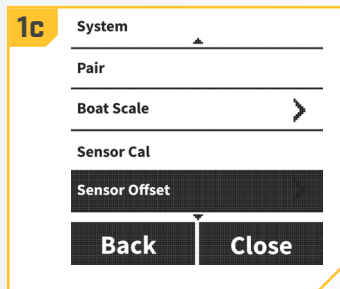 1c
System
Pair
Boat Scale
Sensor Cal
Sensor Offset
Back Close